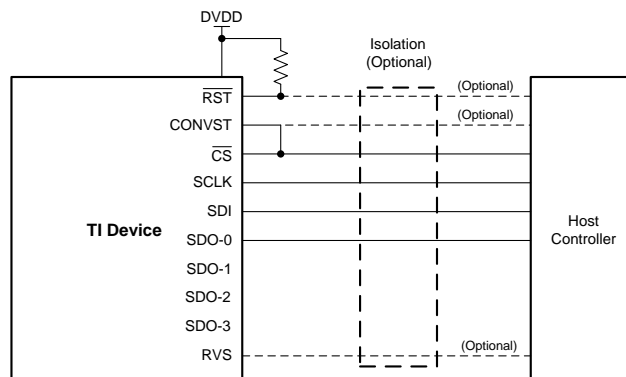 DVDD
Isolation
(Optional)
RST
(Optional)
CONVST
(Optional)
CS
SCLK
SDI
TI Device
SDO-0
Host
Controller
SDO-1
SDO-2
SDO-3
RVS
(Optional)